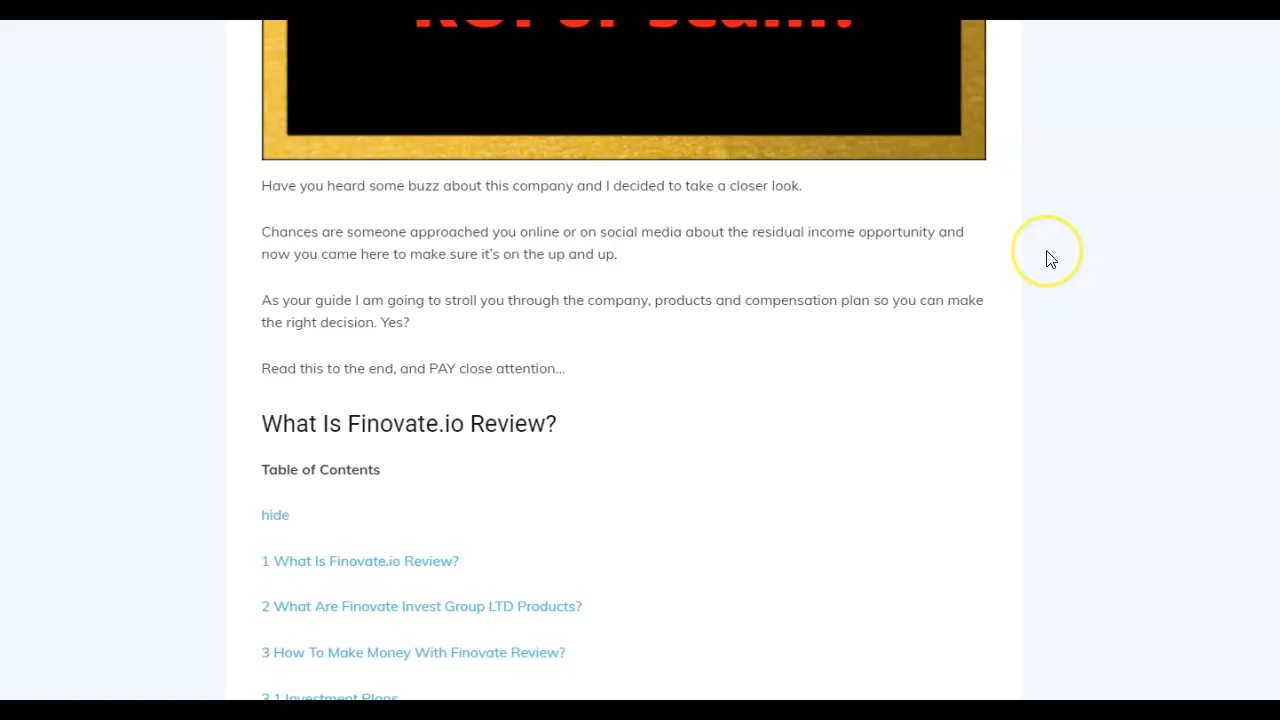 Have you heard some buzz about this company and I decided to take a closer look.
Chances are someone approached you online or on social media about the residual income opportunity and
now you came here to make sure it’s on the up and up.
As your guide I am going to stroll you through the company, products and compensation plan so you can make
the right decision. Yes?
Read this to the end, and PAY close attention…
What Is Finovate.io Review?
Table of Contents
hide
1 What Is Finovate.io Review?
2 What Are Finovate Invest Group LTD Products?
3 How To Make Money With Finovate Review?
3.1 Investment Plans